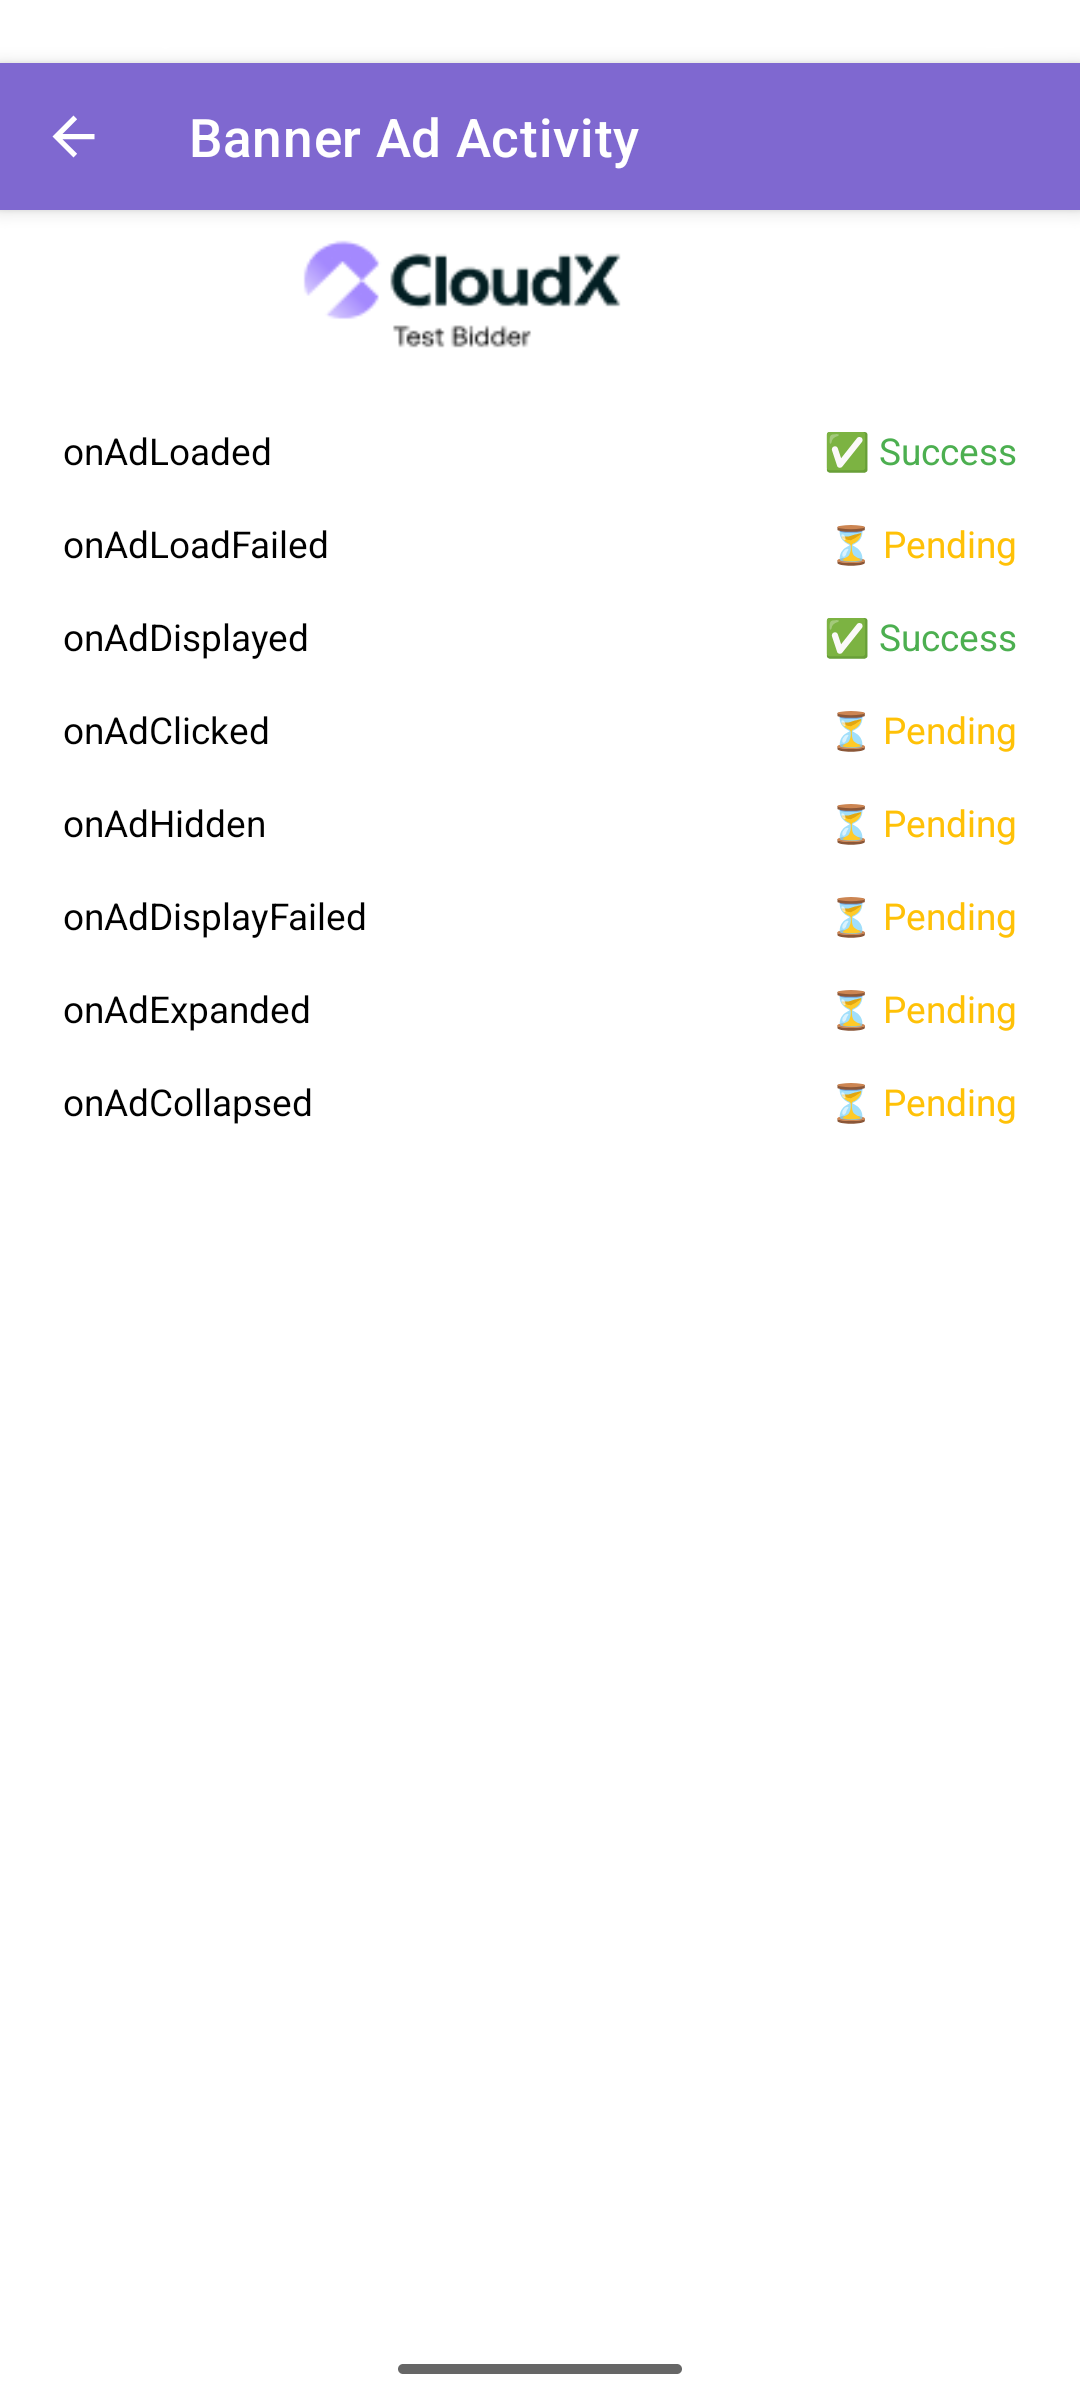 Banner Ad Activity
CloudX
Test Bidder
onAdLoaded ✅ Success
onAdLoadFailed ⏳ Pending
onAdDisplayed ✅ Success
onAdClicked ⏳ Pending
onAdHidden ⏳ Pending
onAdDisplayFailed ⏳ Pending
onAdExpanded ⏳ Pending
onAdCollapsed ⏳ Pending